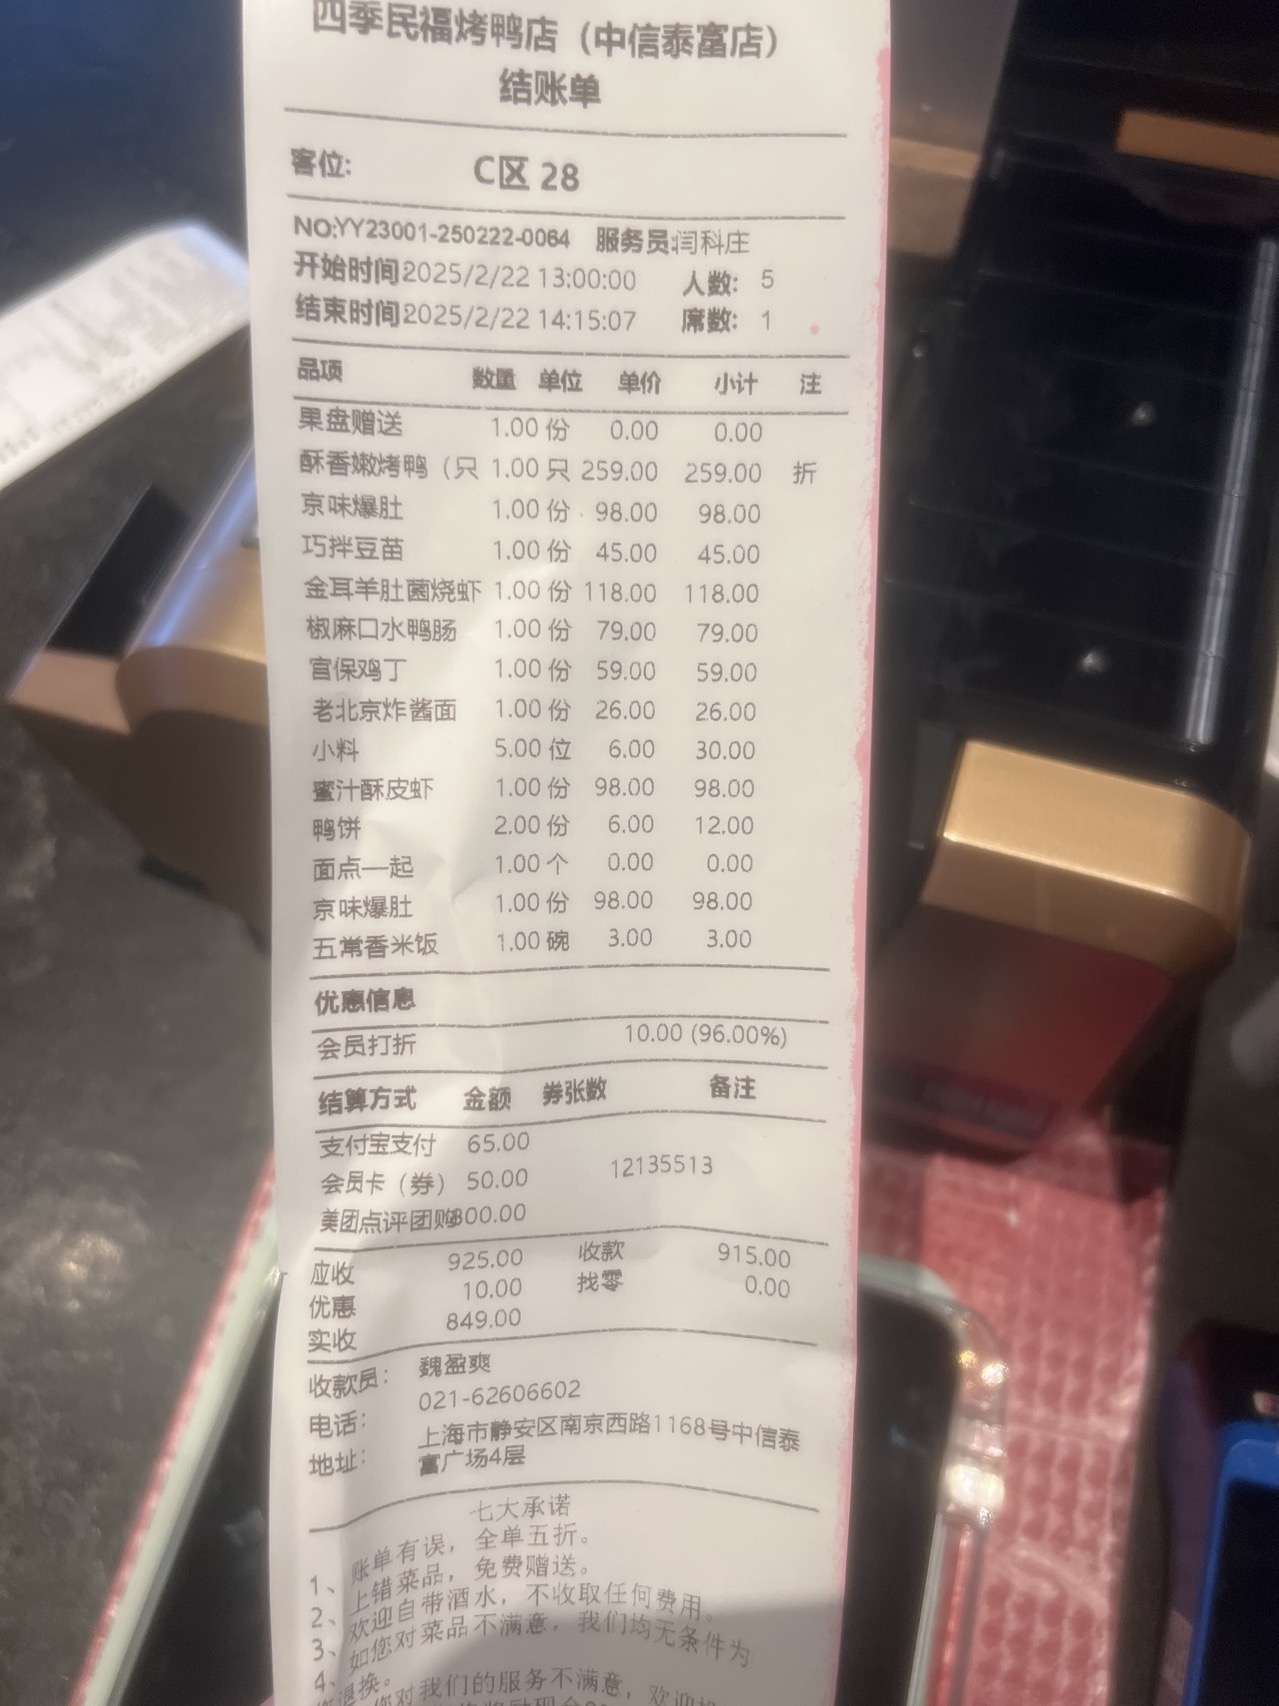 四季民福烤鸭店（中信泰富店）
结账单
客位: C区 28
NO:YY23001-250222-0064 服务员:闫科庄
开始时间2025/2/22 13:00:00 人数: 5
结束时间2025/2/22 14:15:07 席数: 1
品项 数量 单位 单价 小计 注
果盘赠送 1.00 份 0.00 0.00
酥香嫩烤鸭（只 1.00 只 259.00 259.00 折
京味爆肚 1.00 份 98.00 98.00
巧拌豆苗 1.00 份 45.00 45.00
金耳羊肚菌烧虾 1.00 份 118.00 118.00
椒麻口水鸭肠 1.00 份 79.00 79.00
宫保鸡丁 1.00 份 59.00 59.00
老北京炸酱面 1.00 份 26.00 26.00
小料 5.00 位 6.00 30.00
蜜汁酥皮虾 1.00 份 98.00 98.00
鸭饼 2.00 份 6.00 12.00
面点一起 1.00 个 0.00 0.00
京味爆肚 1.00 份 98.00 98.00
五常香米饭 1.00 碗 3.00 3.00
优惠信息
会员打折 10.00 (96.00%)
结算方式 金额 券张数 备注
支付宝支付 65.00
会员卡（券） 50.00 12135513
美团点评团购800.00
应收 925.00 收款 915.00
优惠 10.00 找零 0.00
实收 849.00
收款员: 魏盈爽
电话: 021-62606602
地址: 上海市静安区南京西路1168号中信泰
富广场4层
七大承诺
1、账单有误，全单五折。
2、上错菜品，免费赠送。
3、欢迎自带酒水，不收取任何费用。
4、如您对菜品不满意，我们均无条件为
您退换。
您对我们的服务不满意，欢迎